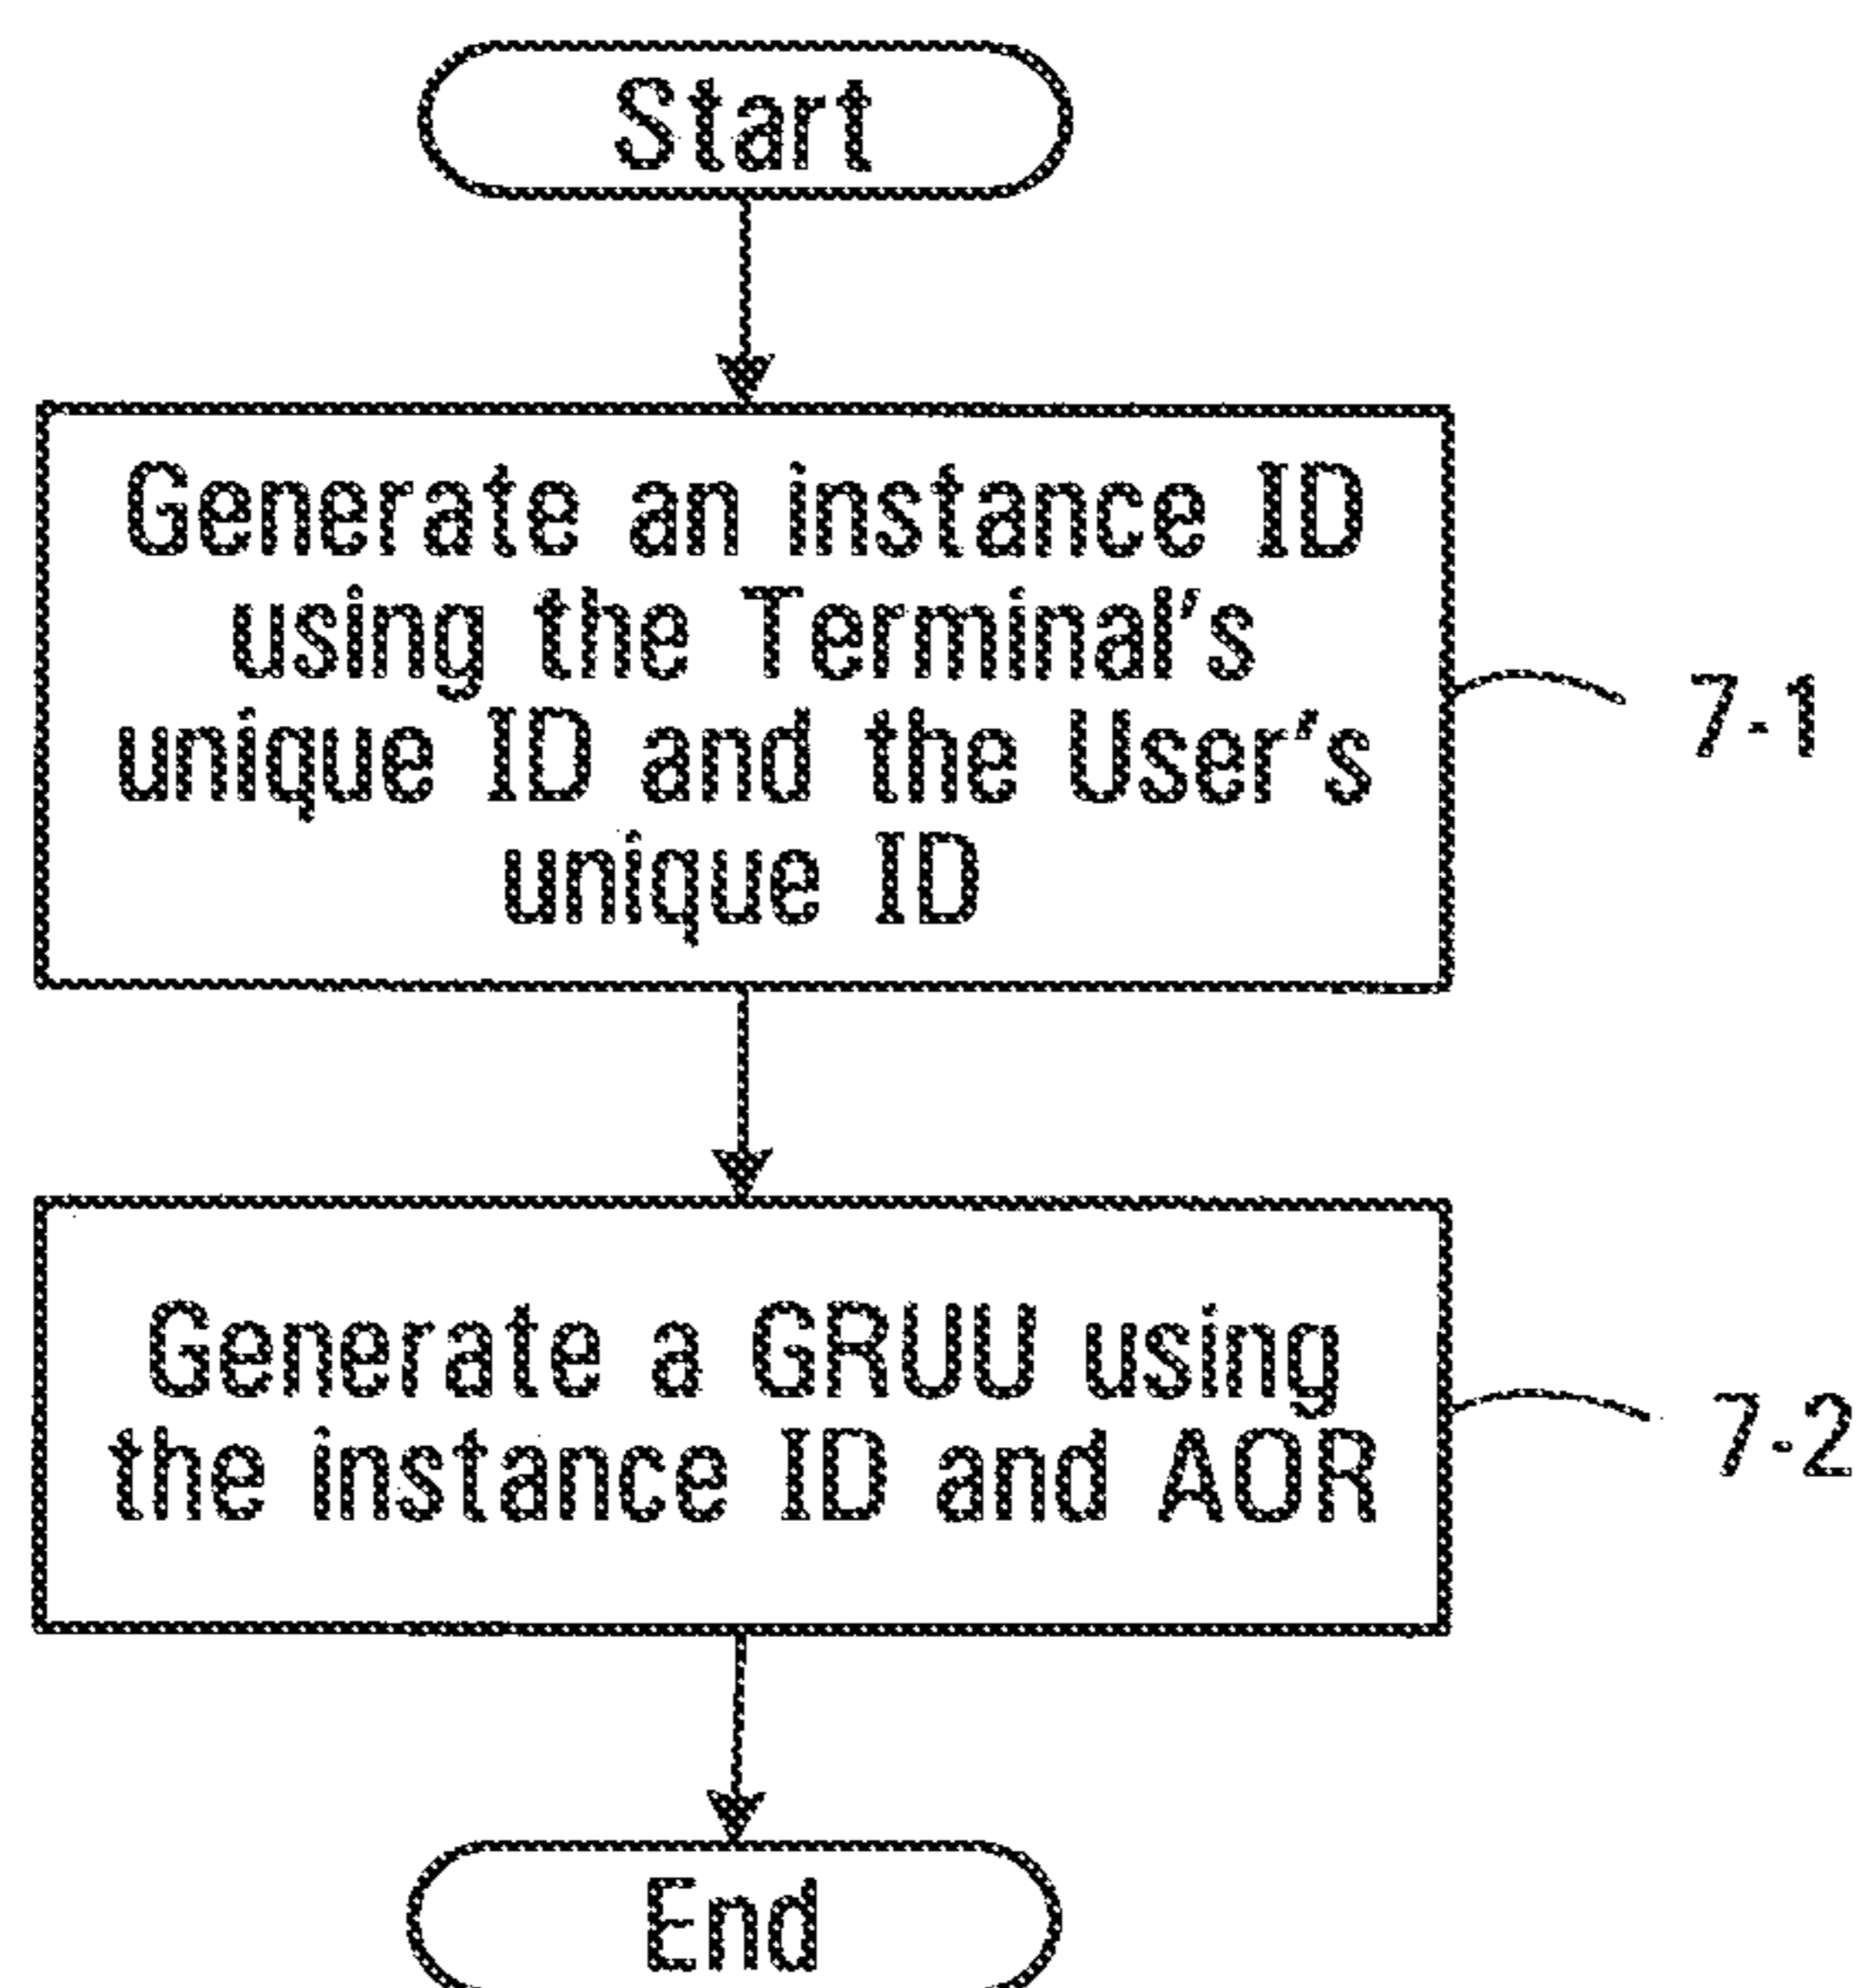 Start
Generate an instance ID
using the Terminal's
unique ID and the User's
unique ID
7-1
Generate a GRUU using
the instance ID and AOR
7-2
End